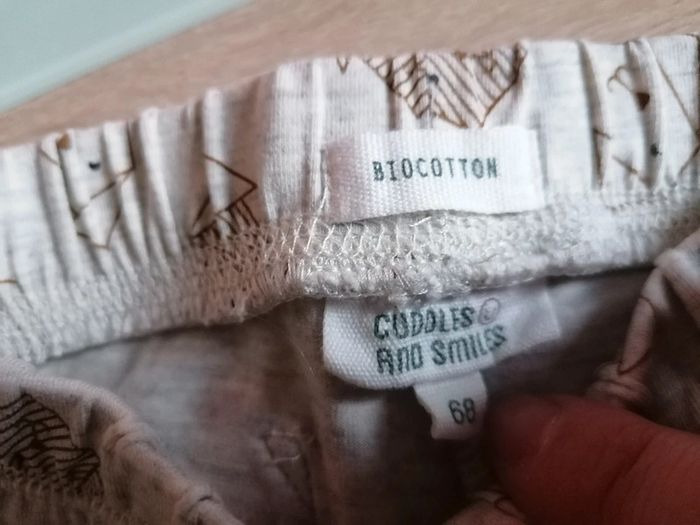 BIOCOTTON
CUDDLES
AND SMILES
68